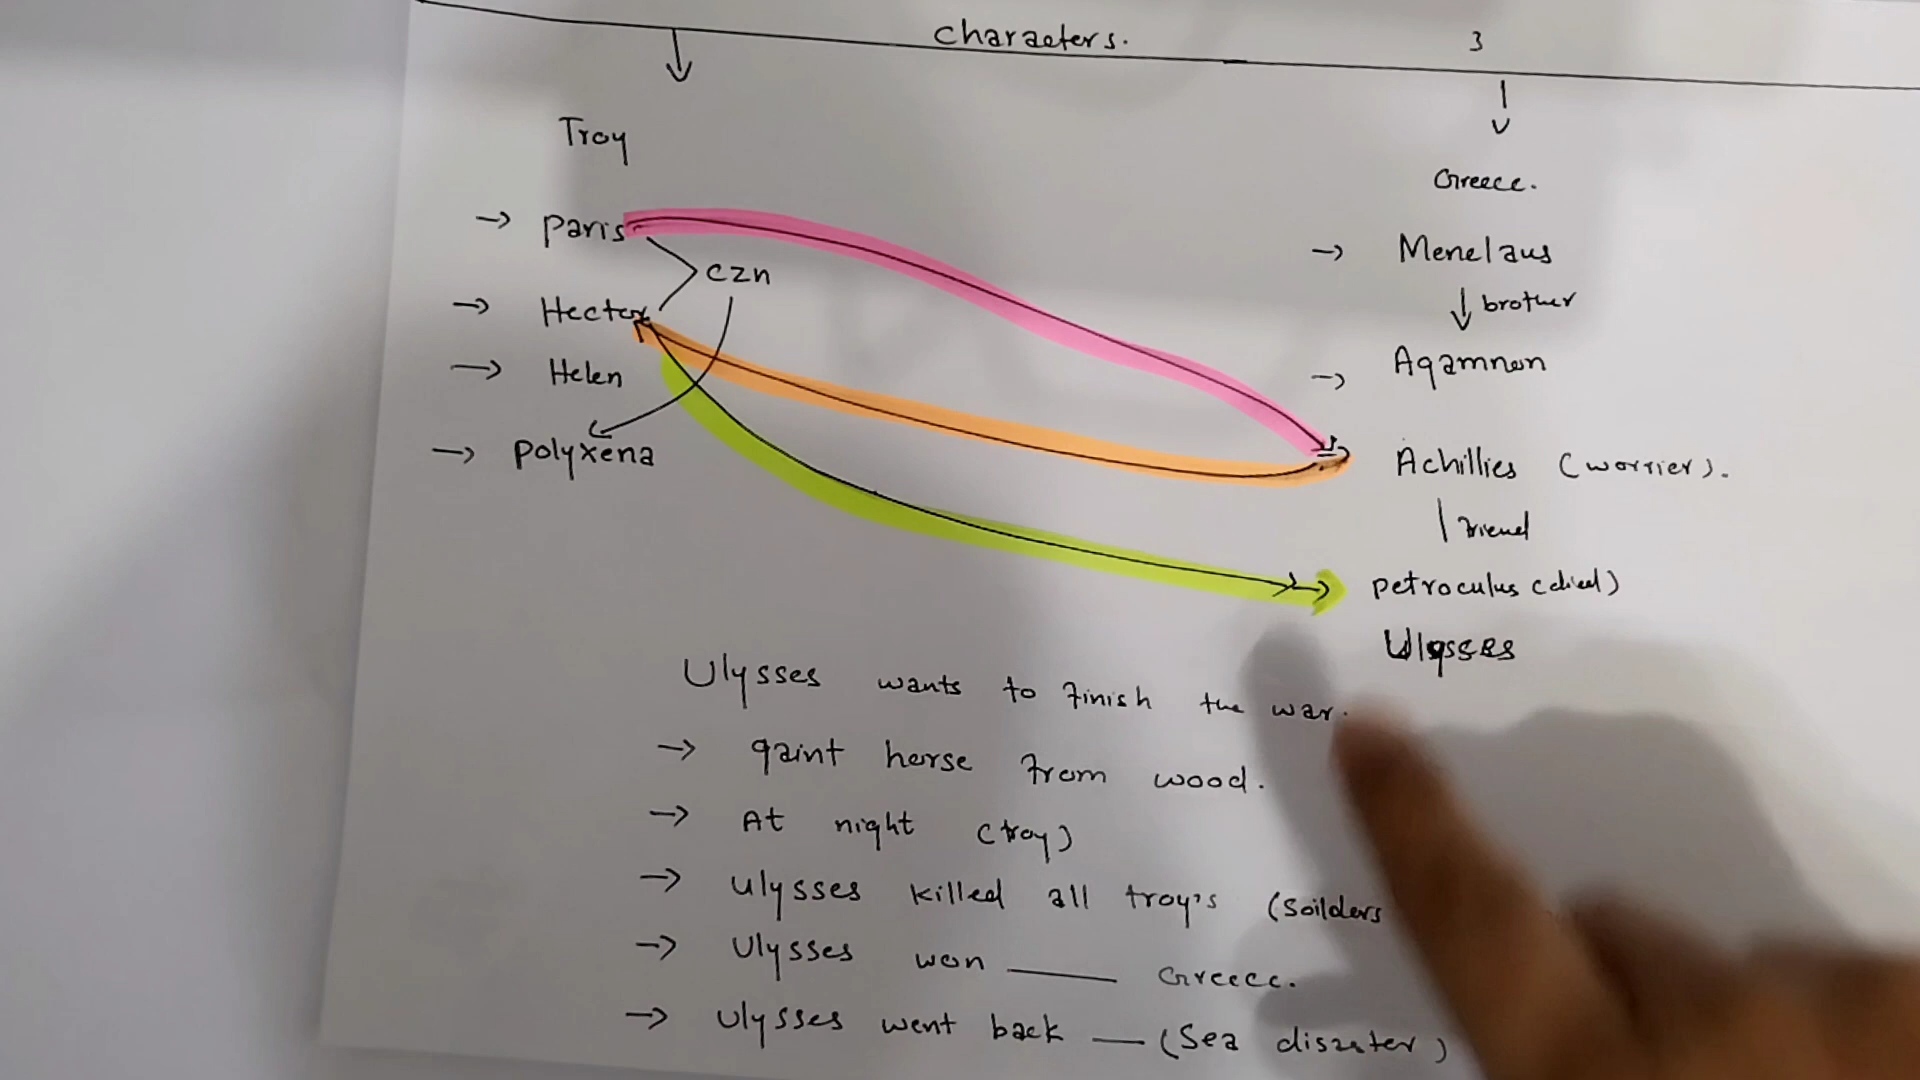 Characters. 3
Troy
Greece.
→ Paris
czn
→ Menelaus
↓ brother
→ Hector
→ Helen
→ Agamnon
→ polyxena
Achillies (worrier).
| friend
petroculus (died)
Ulysses
Ulysses wants to finish the war.
→ gaint horse from wood.
→ At night (troy)
→ Ulysses killed all troy's (Soilders
→ Ulysses won — Greece.
→ Ulysses went back — (Sea disaster)